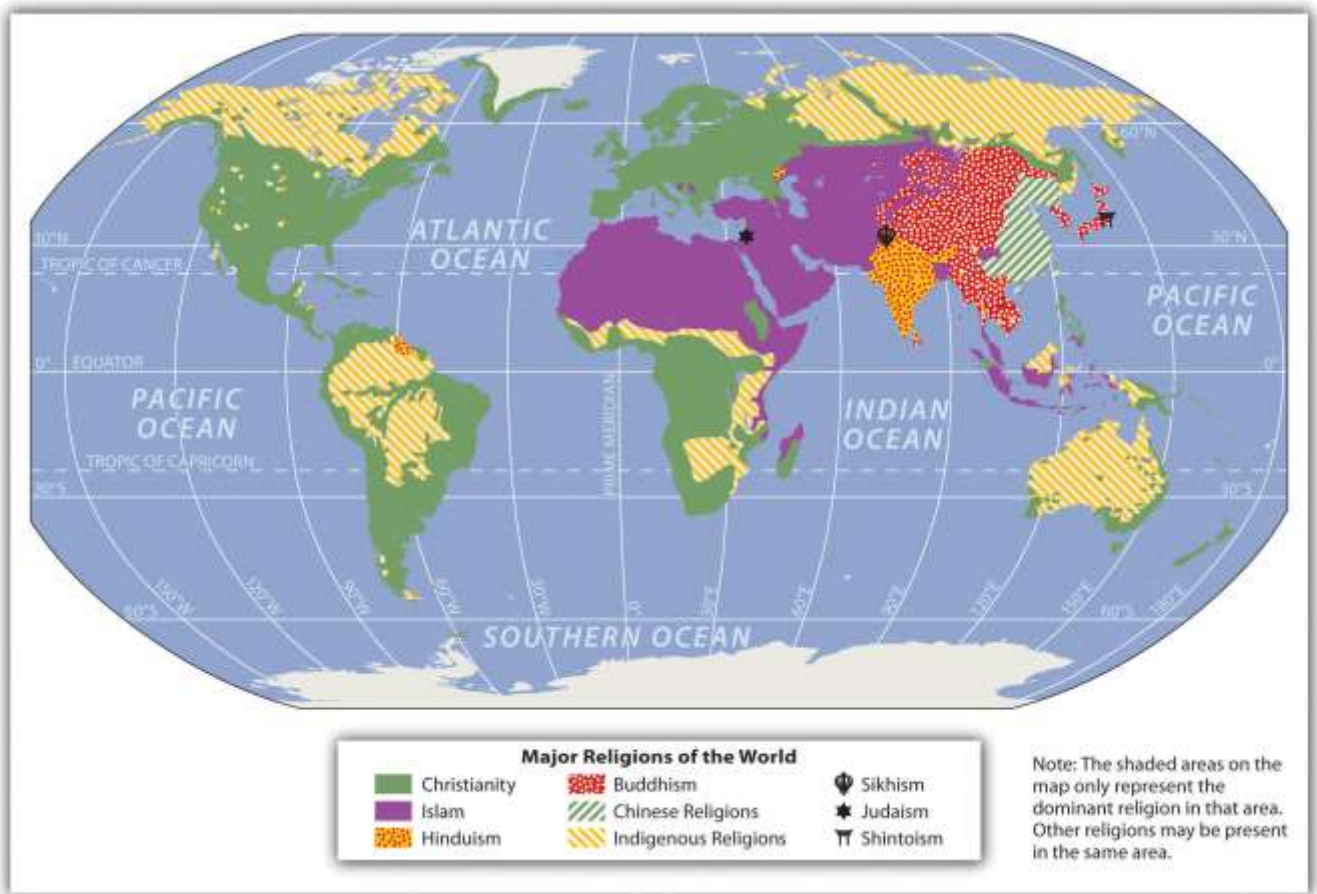 60°N
ATLANTIC
OCEAN
30°N
30°N
TROPIC OF CANCER
PACIFIC
OCEAN
0°
EQUATOR
0°
PACIFIC
OCEAN
PRIME MERIDIAN
INDIAN
OCEAN
TROPIC OF CAPRICORN
30°S
30°S
150°W
120°W
90°W
60°W
30°W
0°
30°E
60°E
90°E
120°E
150°E
180°E
60°S
60°S
SOUTHERN OCEAN
Major Religions of the World
Christianity
Islam
Hinduism
Buddhism
Chinese Religions
Indigenous Religions
Sikhism
Judaism
Shintoism
Note: The shaded areas on the
map only represent the
dominant religion in that area.
Other religions may be present
in the same area.